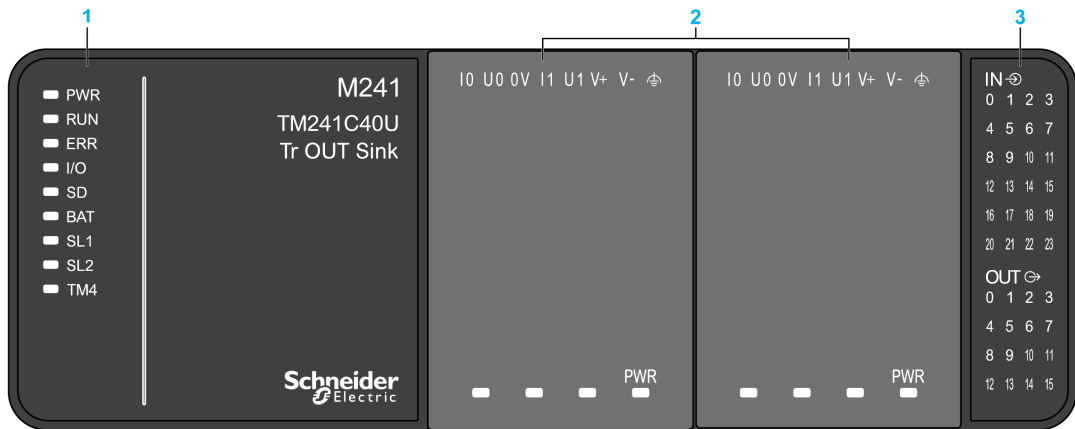 1
2
3
PWR
RUN
ERR
I/O
SD
BAT
SL1
SL2
TM4
M241
TM241C40U
Tr OUT Sink
Schneider
Electric
I0 U0 0V I1 U1 V+ V-
PWR
I0 U0 0V I1 U1 V+ V-
PWR
IN
0 1 2 3
4 5 6 7
8 9 10 11
12 13 14 15
16 17 18 19
20 21 22 23
OUT
0 1 2 3
4 5 6 7
8 9 10 11
12 13 14 15